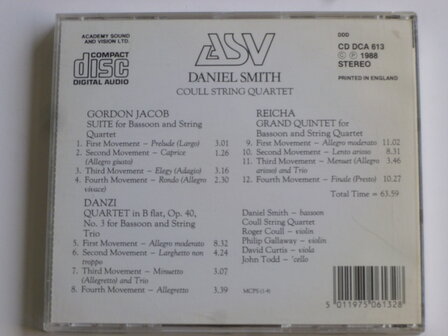 ACADEMY SOUND
AND VISION LTD.
COMPACT
disc
DIGITAL AUDIO
ASV
DANIEL SMITH
COULL STRING QUARTET
DDD
CD DCA 613
Ⓒ Ⓟ 1988
STEREO
PRINTED IN ENGLAND
GORDON JACOB
SUITE for Bassoon and String
Quartet
1. First Movement – Prelude (Largo) 3.01
2. Second Movement – Caprice 1.26
(Allegro giusta)
3. Third Movement – Elegy (Adagio) 3.16
4. Fourth Movement – Rondo (Allegro 2.30
vivace)
DANZI
QUARTET in B flat, Op. 40,
No. 3 for Bassoon and String
Trio
5. First Movement – Allegro moderato 8.32
6. Second Movement – Larghetto non 4.24
troppo
7. Third Movement – Minuetto 3.07
(Allegretto) and Trio
8. Fourth Movement – Allegretto 3.39
REICHA
GRAND QUINTET for
Bassoon and String Quartet
9. First Movement – Allegro moderato 11.02
10. Second Movement – Lento arioso 8.31
11. Third Movement – Menuet (Allegro 3.46
arioso) and Trio
12. Fourth Movement – Finale (Presto) 10.27
Total Time = 63.59
Daniel Smith – bassoon
Coull String Quartet
Roger Coull – violin
Philip Gallaway – violin
David Curtis – viola
John Todd – 'cello
MCPS (1-4)
5 011975 061328